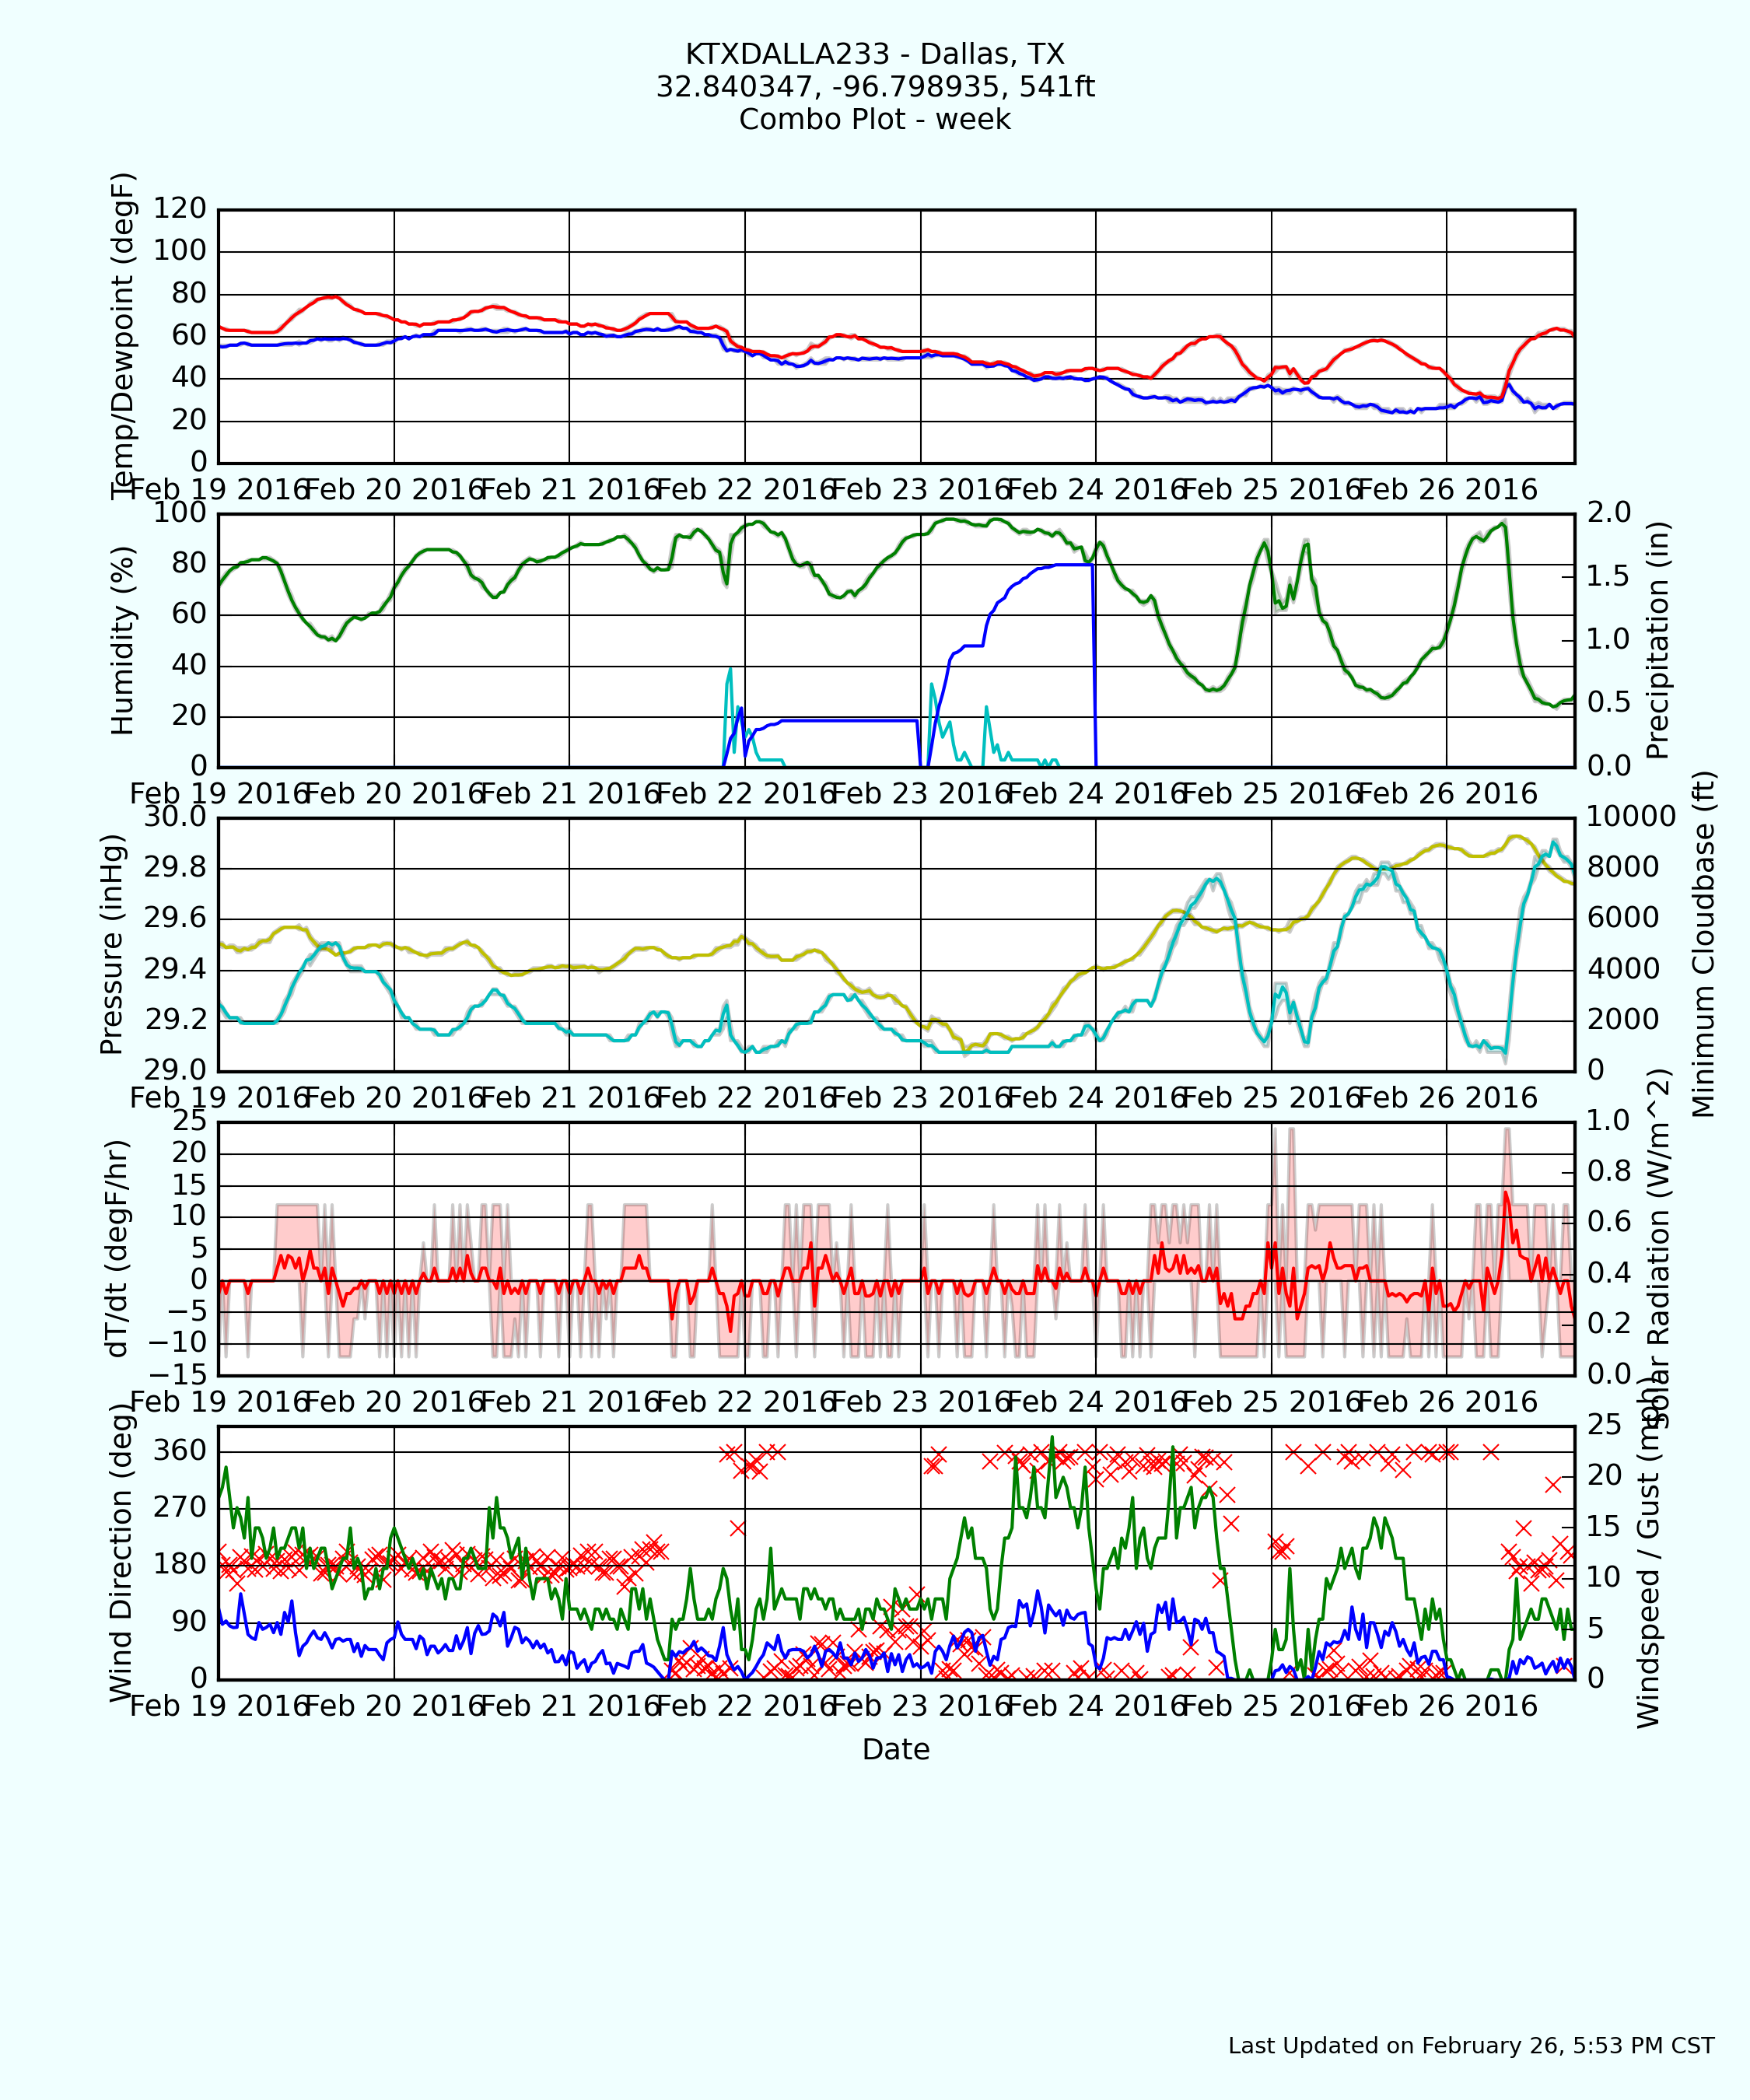 KTXDALLA233 - Dallas, TX
32.840347, -96.798935, 541ft
Combo Plot - week
Temp/Dewpoint (degF)
120
100
80
60
40
20
0
Feb 19 2016 Feb 20 2016 Feb 21 2016 Feb 22 2016 Feb 23 2016 Feb 24 2016 Feb 25 2016 Feb 26 2016
Humidity (%)
100
80
60
40
20
0
2.0
1.5
1.0
0.5
0.0
Precipitation (in)
Feb 19 2016 Feb 20 2016 Feb 21 2016 Feb 22 2016 Feb 23 2016 Feb 24 2016 Feb 25 2016 Feb 26 2016
Pressure (inHg)
30.0
29.8
29.6
29.4
29.2
29.0
10000
8000
6000
4000
2000
0
Minimum Cloudbase (ft)
Feb 19 2016 Feb 20 2016 Feb 21 2016 Feb 22 2016 Feb 23 2016 Feb 24 2016 Feb 25 2016 Feb 26 2016
dT/dt (degF/hr)
25
20
15
10
5
0
−5
−10
−15
1.0
0.8
0.6
0.4
0.2
0.0
Solar Radiation (W/m^2)
Feb 19 2016 Feb 20 2016 Feb 21 2016 Feb 22 2016 Feb 23 2016 Feb 24 2016 Feb 25 2016 Feb 26 2016
Wind Direction (deg)
360
270
180
90
0
25
20
15
10
5
0
Windspeed / Gust (mph)
Feb 19 2016 Feb 20 2016 Feb 21 2016 Feb 22 2016 Feb 23 2016 Feb 24 2016 Feb 25 2016 Feb 26 2016
Date
Last Updated on February 26, 5:53 PM CST